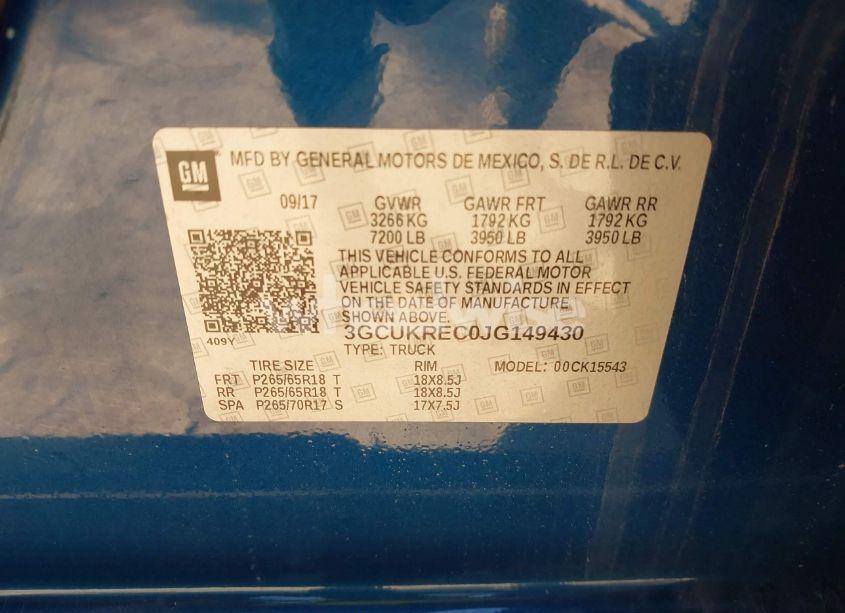 GM MFD BY GENERAL MOTORS DE MEXICO, S. DE R.L. DE C.V.
09/17 GVWR GAWR FRT GAWR RR
3266 KG 1792 KG 1792 KG
7200 LB 3950 LB 3950 LB
THIS VEHICLE CONFORMS TO ALL
APPLICABLE U.S. FEDERAL MOTOR
VEHICLE SAFETY STANDARDS IN EFFECT
ON THE DATE OF MANUFACTURE
SHOWN ABOVE.
3GCUKREC0JG149430
409Y TYPE: TRUCK
TIRE SIZE RIM MODEL: 00CK15543
FRT P265/65R18 T 18X8.5J
RR P265/65R18 T 18X8.5J
SPA P265/70R17 S 17X7.5J